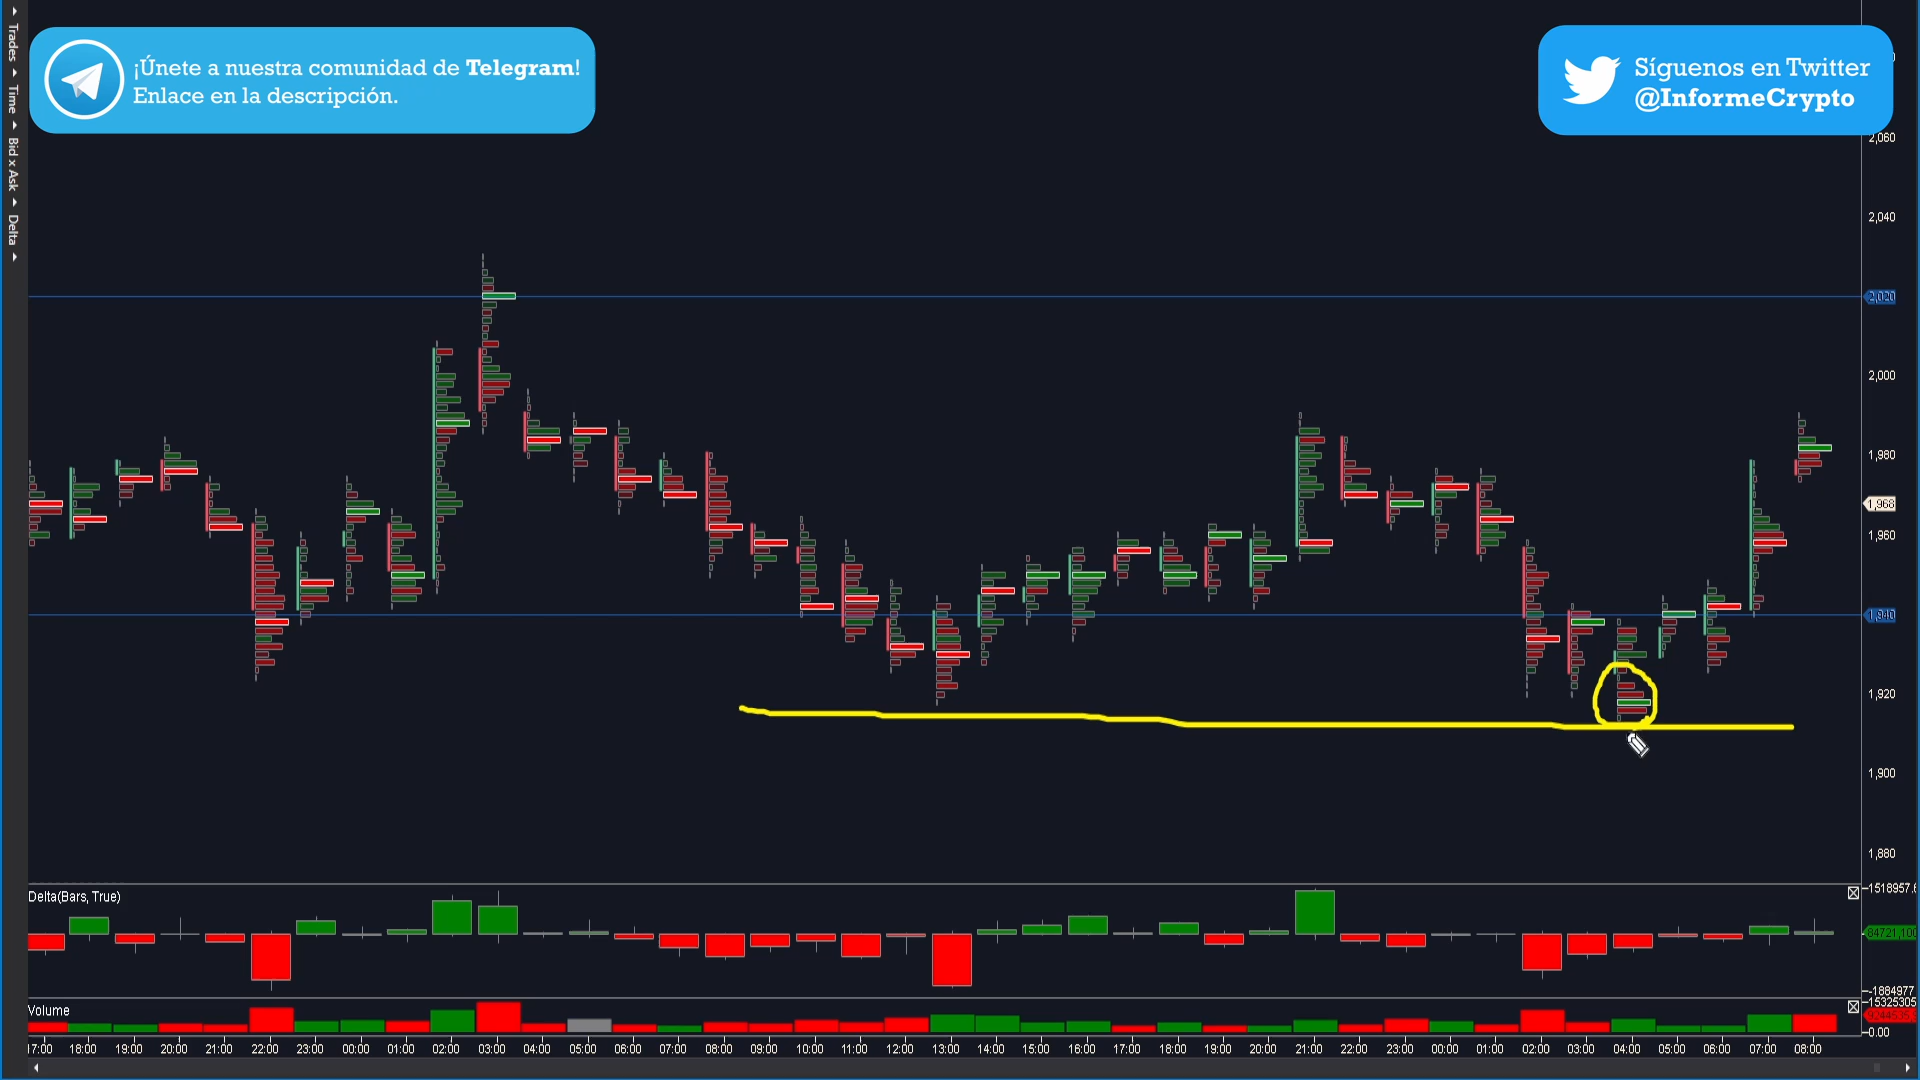 Trades
Time
Bid x Ask
Delta
¡Únete a nuestra comunidad de Telegram!
Enlace en la descripción.
Síguenos en Twitter
@InformeCrypto
2,060
2,040
2,020
2,000
1,980
1,968
1,960
1,940
1,920
1,900
1,880
Delta(Bars, True)
1518957.6
84721,100
-1884977
Volume
15325305
0.00
17:00 18:00 19:00 20:00 21:00 22:00 23:00 00:00 01:00 02:00 03:00 04:00 05:00 06:00 07:00 08:00 09:00 10:00 11:00 12:00 13:00 14:00 15:00 16:00 17:00 18:00 19:00 20:00 21:00 22:00 23:00 00:00 01:00 02:00 03:00 04:00 05:00 06:00 07:00 08:00